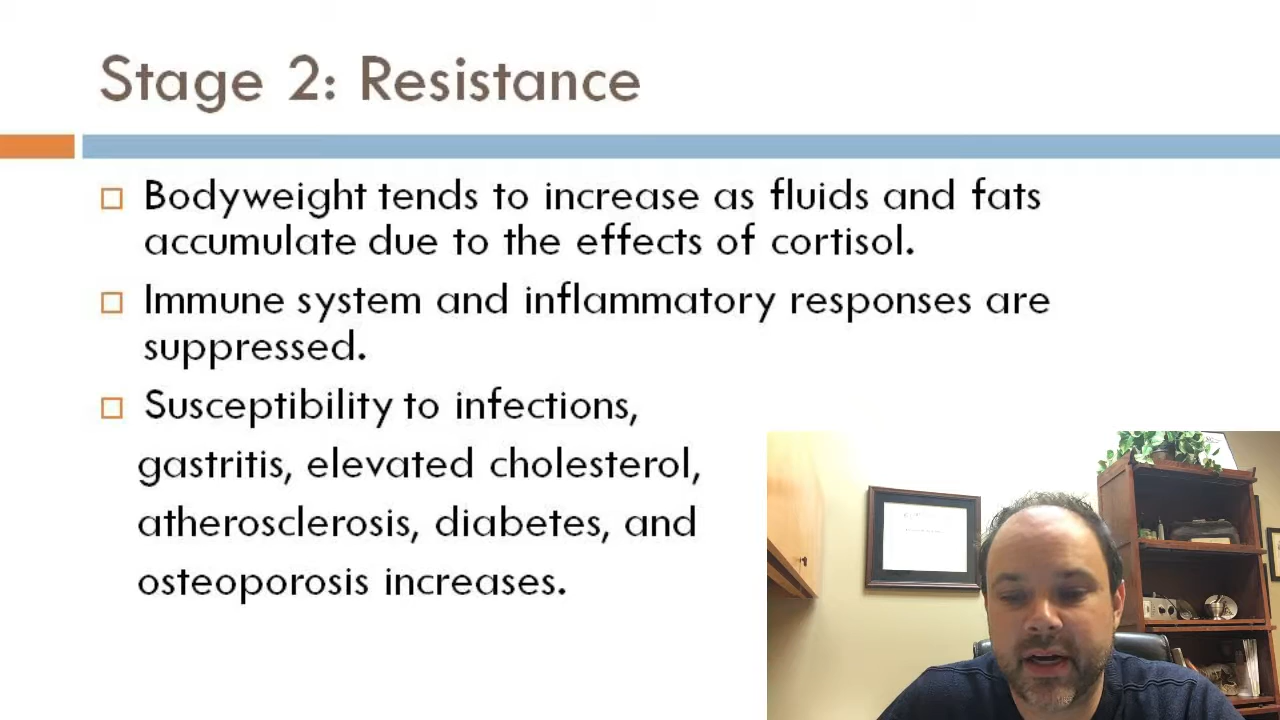 Stage 2: Resistance
Bodyweight tends to increase as fluids and fats
accumulate due to the effects of cortisol.
Immune system and inflammatory responses are
suppressed.
Susceptibility to infections,
gastritis, elevated cholesterol,
atherosclerosis, diabetes, and
osteoporosis increases.